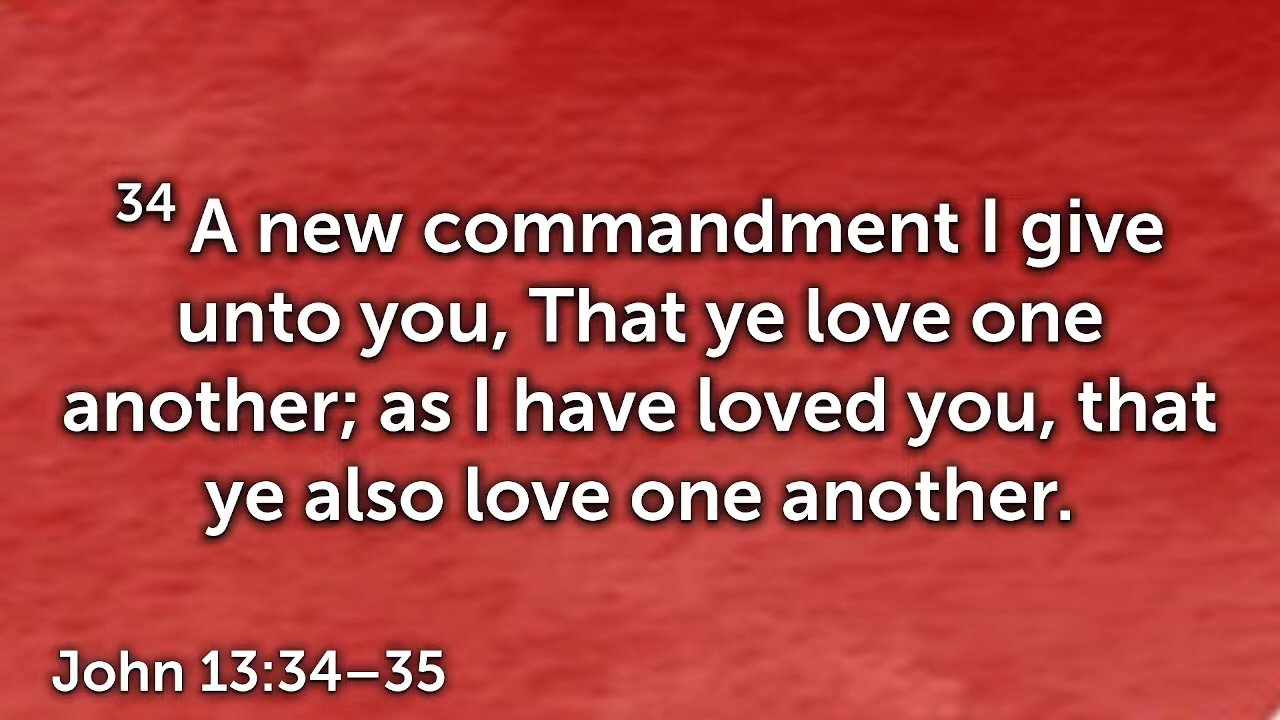 34 A new commandment I give
unto you, That ye love one
another; as I have loved you, that
ye also love one another.
John 13:34–35